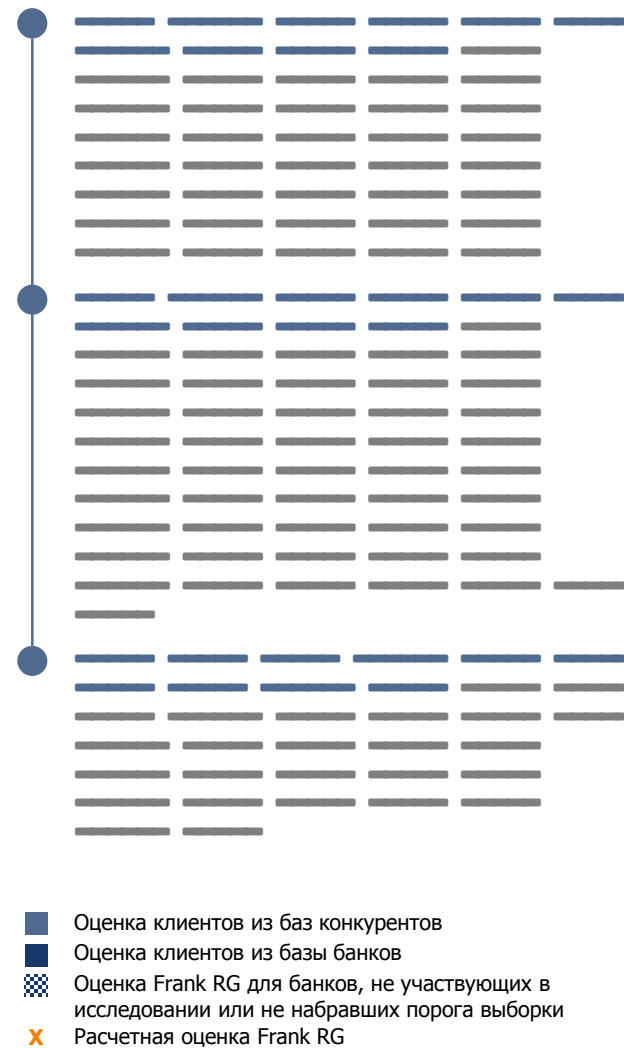 Оценка клиентов из баз конкурентов
Оценка клиентов из базы банков
Оценка Frank RG для банков, не участвующих в
исследовании или не набравших порога выборки
X Расчетная оценка Frank RG